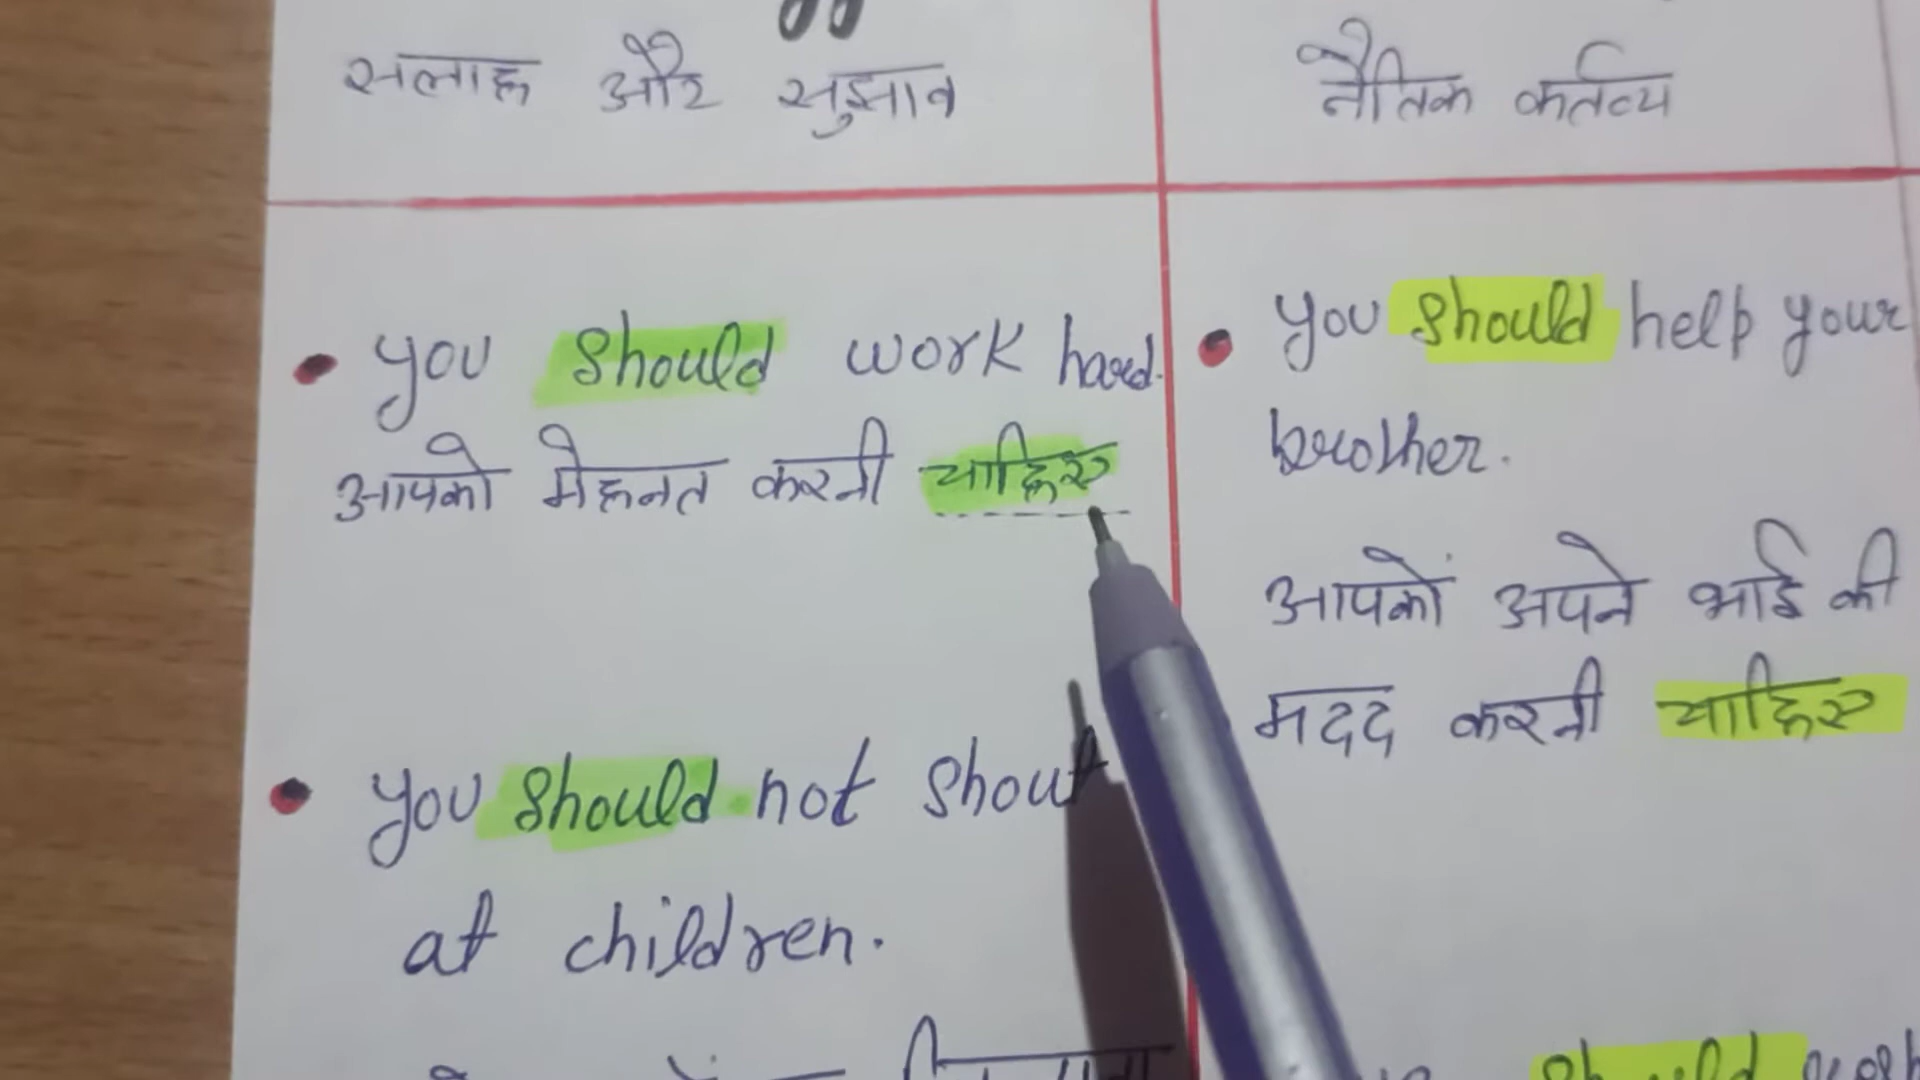 सलाह और सुझाव
you should work hard.
आपको मेहनत करनी चाहिए
you should not shout
at children.
नैतिक कर्तव्य
you should help your
brother.
आपकों अपने भाई की
मदद करनी चाहिए
should